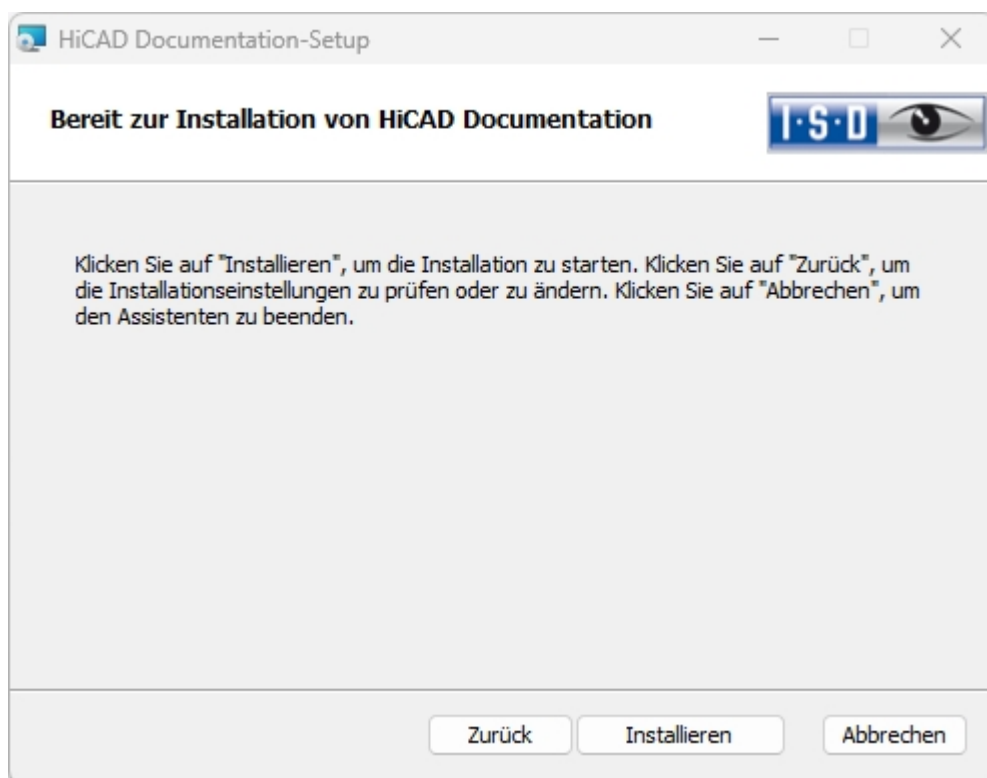 HiCAD Documentation-Setup
Bereit zur Installation von HiCAD Documentation
I·S·D
Klicken Sie auf "Installieren", um die Installation zu starten. Klicken Sie auf "Zurück", um
die Installationseinstellungen zu prüfen oder zu ändern. Klicken Sie auf "Abbrechen", um
den Assistenten zu beenden.
Zurück
Installieren
Abbrechen